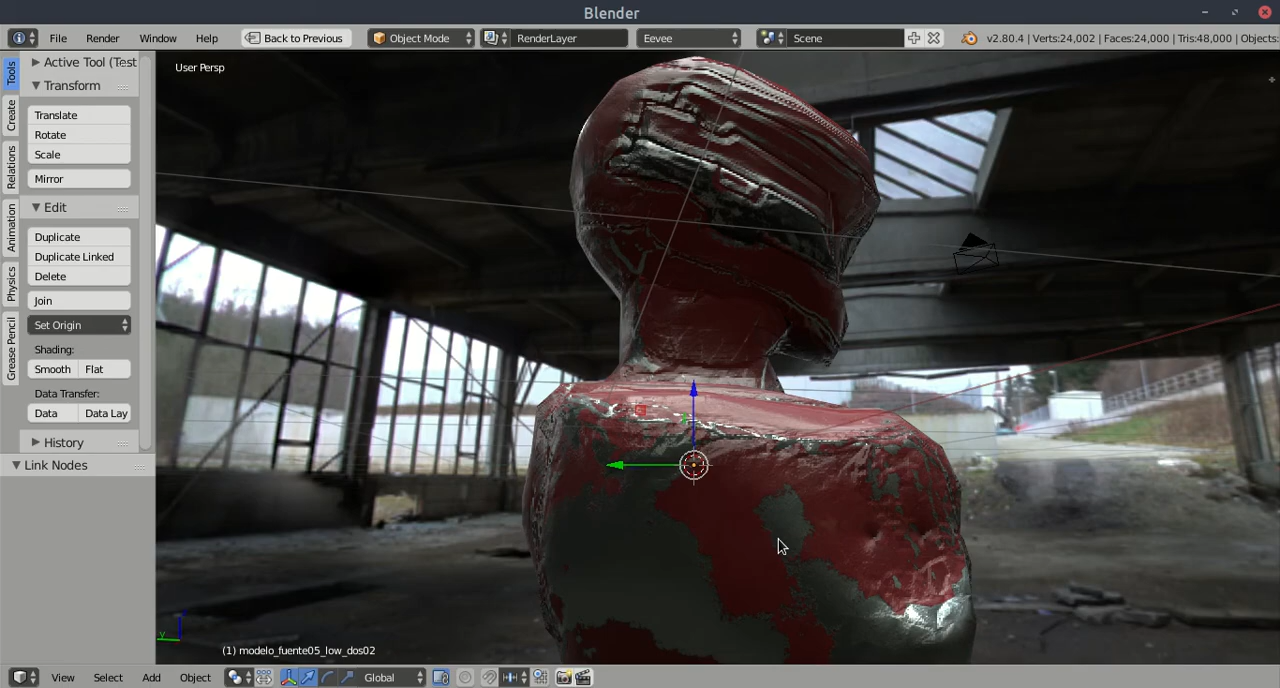 Blender
File Render Window Help Back to Previous Object Mode RenderLayer Eevee Scene v2.80.4 | Verts:24,002 | Faces:24,000 | Tris:48,000 | Objects:
Tools
Create
Relations
Animation
Physics
Grease Pencil
Active Tool (Test
Transform
Translate
Rotate
Scale
Mirror
Edit
Duplicate
Duplicate Linked
Delete
Join
Set Origin
Shading:
Smooth Flat
Data Transfer:
Data Data Lay
History
Link Nodes
User Persp
y
(1) modelo_fuente05_low_dos02
View Select Add Object Global